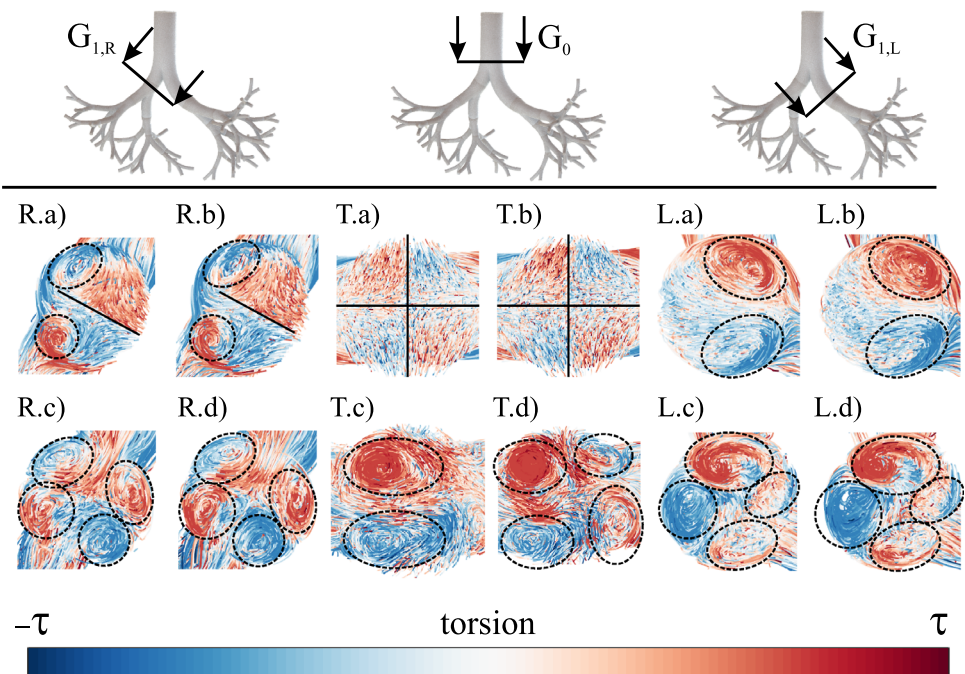 G1,R
G0
G1,L
R.a) R.b) T.a) T.b) L.a) L.b)
R.c) R.d) T.c) T.d) L.c) L.d)
–τ torsion τ